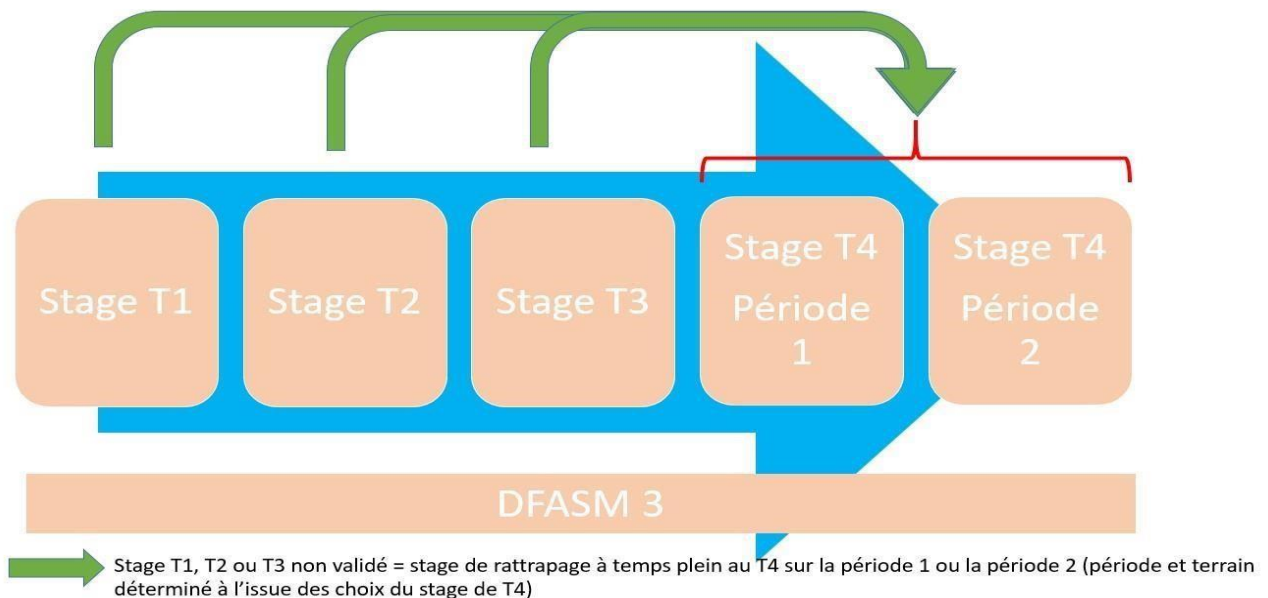 Stage T1
Stage T2
Stage T3
Stage T4
Période
1
Stage T4
Période
2
DFASM 3
Stage T1, T2 ou T3 non validé = stage de rattrapage à temps plein au T4 sur la période 1 ou la période 2 (période et terrain
déterminé à l’issue des choix du stage de T4)